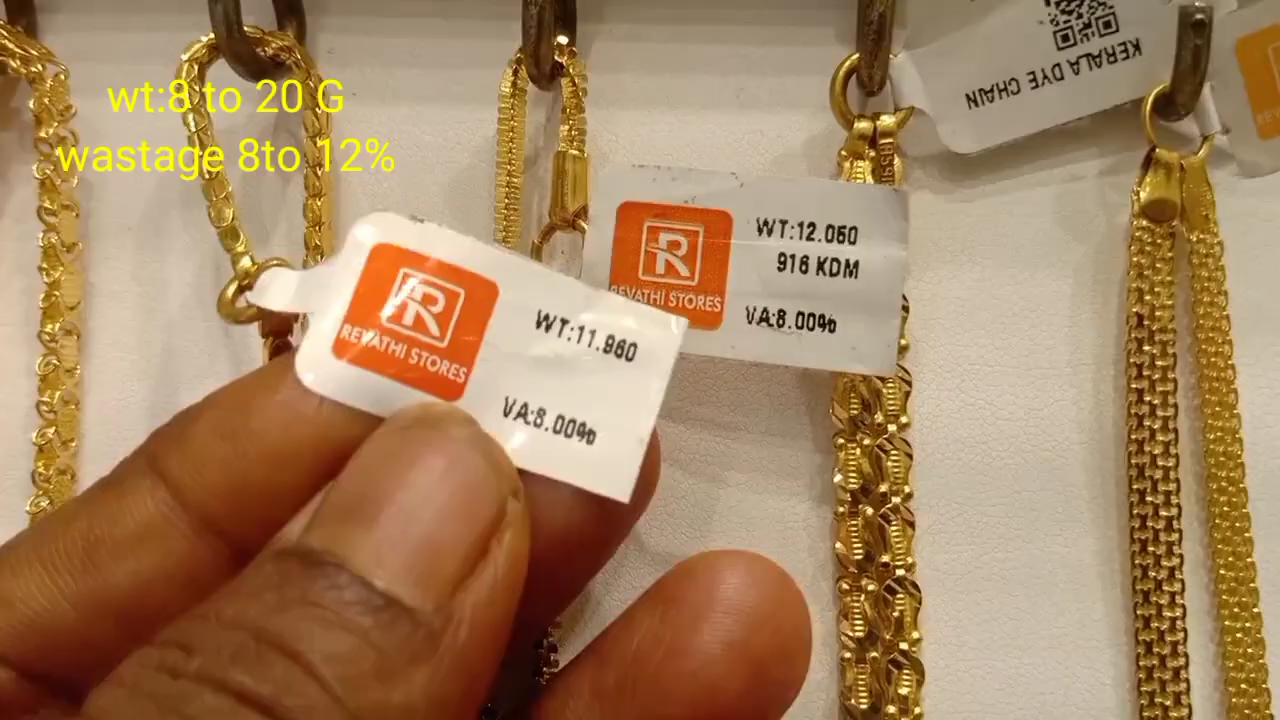 wt:8 to 20 G
wastage 8to 12%
KERALA DYE CHAIN
R
REVATHI STORES
WT:12.050
916 KDM
VA:8.00%
R
REVATHI STORES
WT:11.960
VA:8.00%